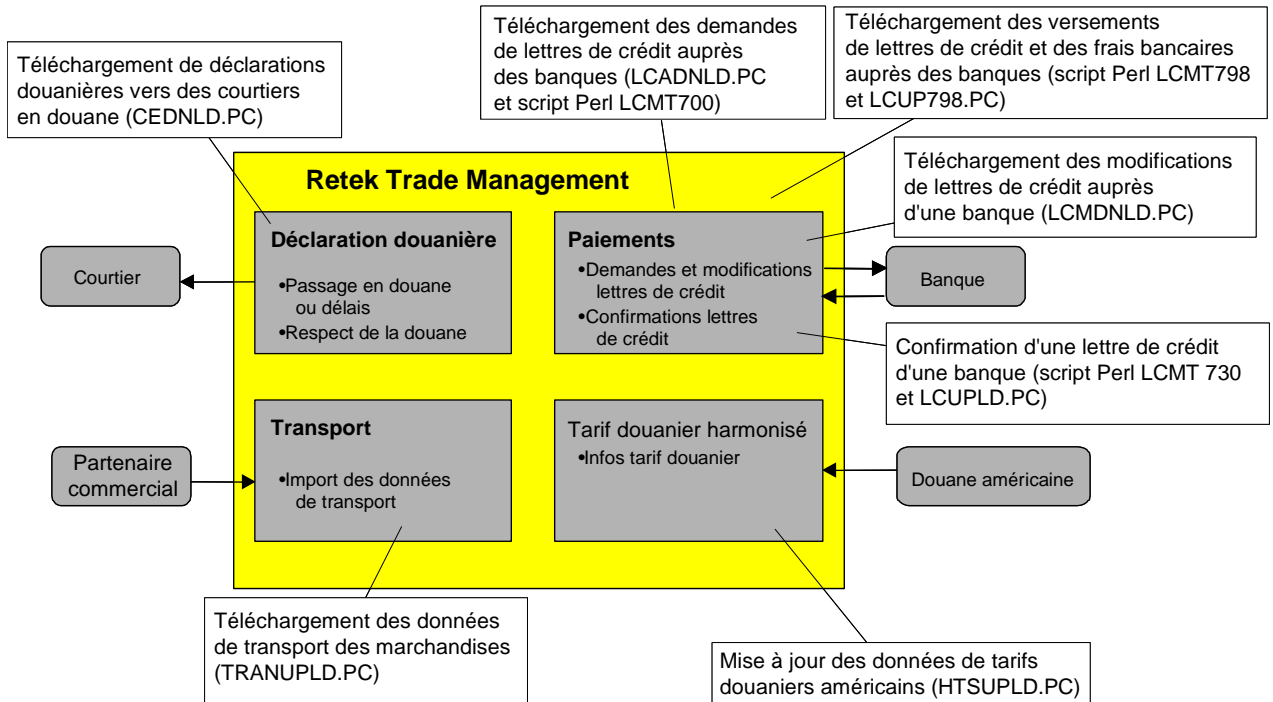 Téléchargement de déclarations
douanières vers des courtiers
en douane (CEDNLD.PC)
Téléchargement des demandes
de lettres de crédit auprès
des banques (LCADNLD.PC
et script Perl LCMT700)
Téléchargement des versements
de lettres de crédit et des frais bancaires
auprès des banques (script Perl LCMT798
et LCUP798.PC)
Téléchargement des modifications
de lettres de crédit auprès
d'une banque (LCMDNLD.PC)
Retek Trade Management
Déclaration douanière
•Passage en douane
ou délais
•Respect de la douane
Paiements
•Demandes et modifications
lettres de crédit
•Confirmations lettres
de crédit
Courtier
Banque
Confirmation d'une lettre de crédit
d'une banque (script Perl LCMT 730
et LCUPLD.PC)
Transport
•Import des données
de transport
Tarif douanier harmonisé
•Infos tarif douanier
Partenaire
commercial
Douane américaine
Téléchargement des données
de transport des marchandises
(TRANUPLD.PC)
Mise à jour des données de tarifs
douaniers américains (HTSUPLD.PC)